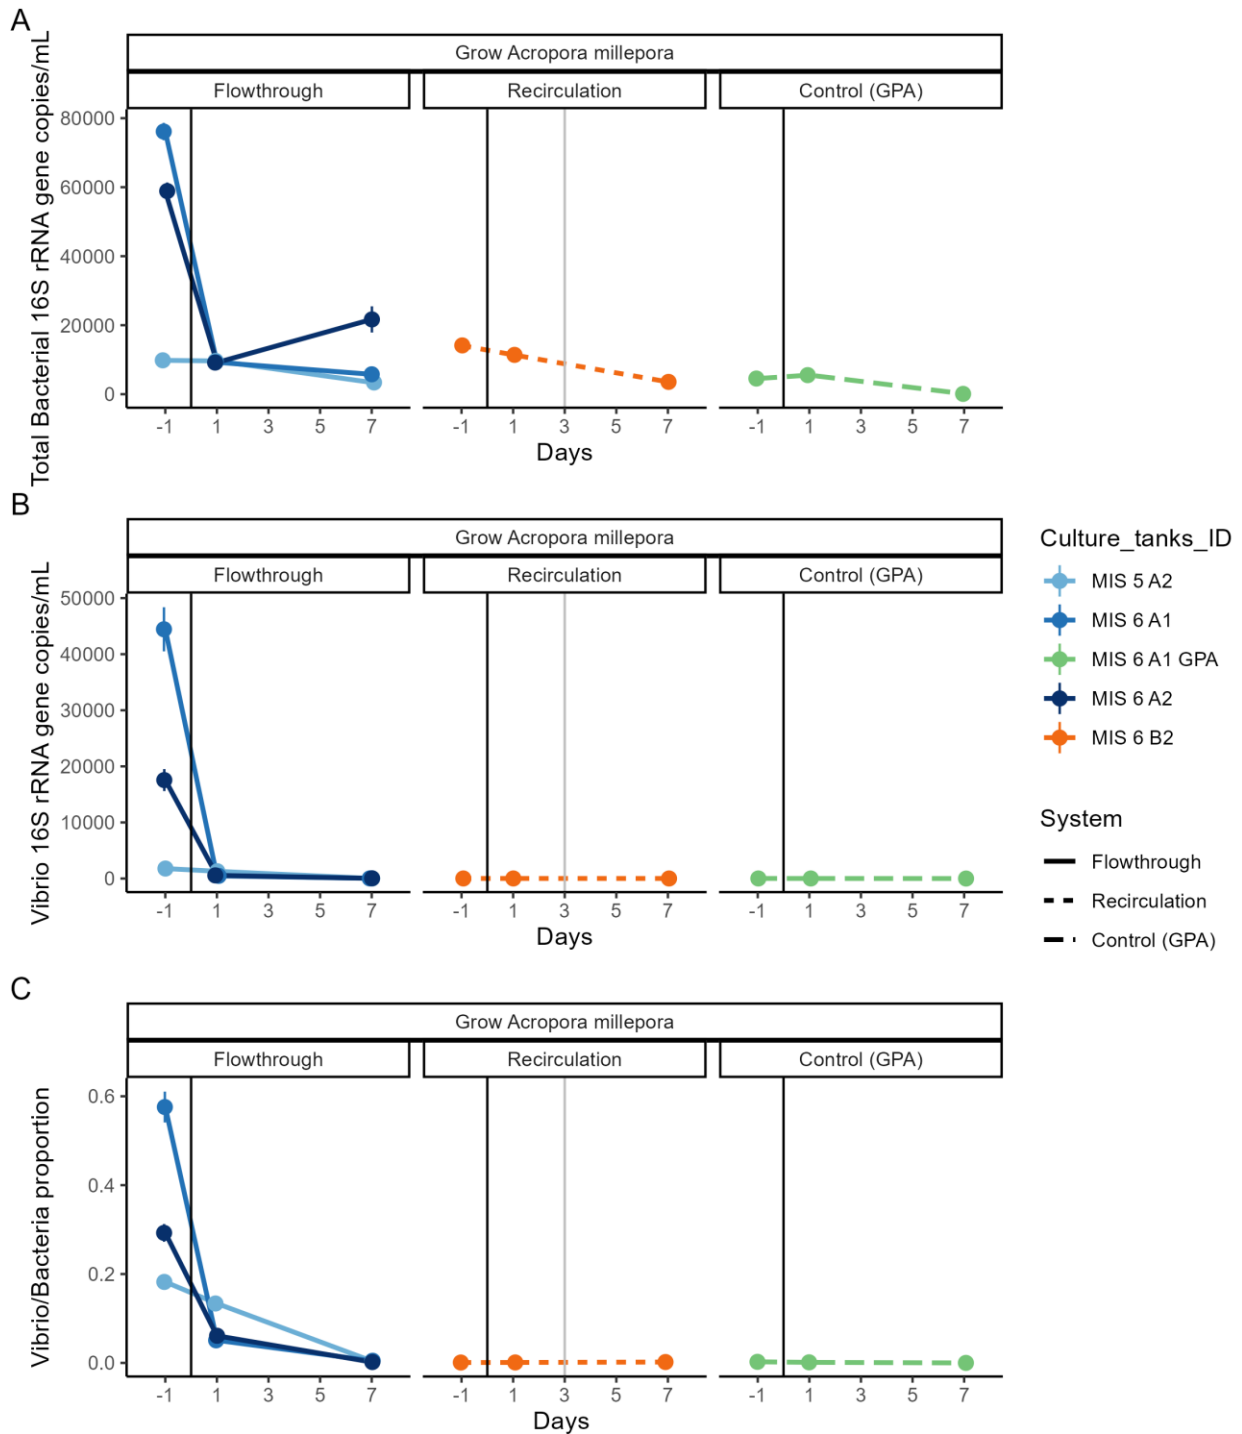 A
Total Bacterial 16S rRNA gene copies/mL
Grow Acropora millepora
Flowthrough Recirculation Control (GPA)
80000
60000
40000
20000
0
-1 1 3 5 7 -1 1 3 5 7 -1 1 3 5 7
Days
B
Vibrio 16S rRNA gene copies/mL
Grow Acropora millepora
Flowthrough Recirculation Control (GPA)
50000
40000
30000
20000
10000
0
-1 1 3 5 7 -1 1 3 5 7 -1 1 3 5 7
Days
Culture_tanks_ID
MIS 5 A2
MIS 6 A1
MIS 6 A1 GPA
MIS 6 A2
MIS 6 B2
System
Flowthrough
Recirculation
Control (GPA)
C
Vibrio/Bacteria proportion
Grow Acropora millepora
Flowthrough Recirculation Control (GPA)
0.6
0.4
0.2
0.0
-1 1 3 5 7 -1 1 3 5 7 -1 1 3 5 7
Days